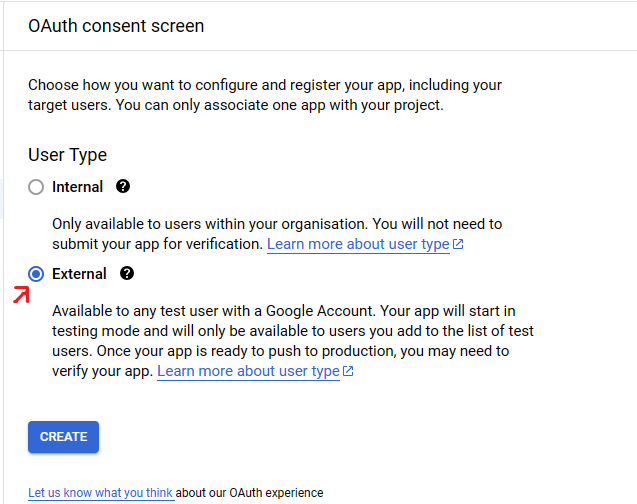 OAuth consent screen
Choose how you want to configure and register your app, including your
target users. You can only associate one app with your project.
User Type
Internal ?
Only available to users within your organisation. You will not need to
submit your app for verification. Learn more about user type
External ?
Available to any test user with a Google Account. Your app will start in
testing mode and will only be available to users you add to the list of test
users. Once your app is ready to push to production, you may need to
verify your app. Learn more about user type
CREATE
Let us know what you think about our OAuth experience